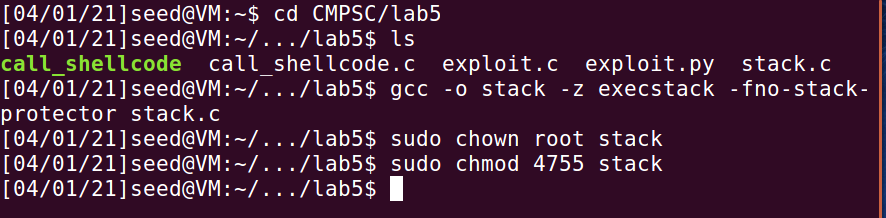 [04/01/21]seed@VM:~$ cd CMPSC/lab5
[04/01/21]seed@VM:~/.../lab5$ ls
call_shellcode  call_shellcode.c  exploit.c  exploit.py  stack.c
[04/01/21]seed@VM:~/.../lab5$ gcc -o stack -z execstack -fno-stack-
protector stack.c
[04/01/21]seed@VM:~/.../lab5$ sudo chown root stack
[04/01/21]seed@VM:~/.../lab5$ sudo chmod 4755 stack
[04/01/21]seed@VM:~/.../lab5$